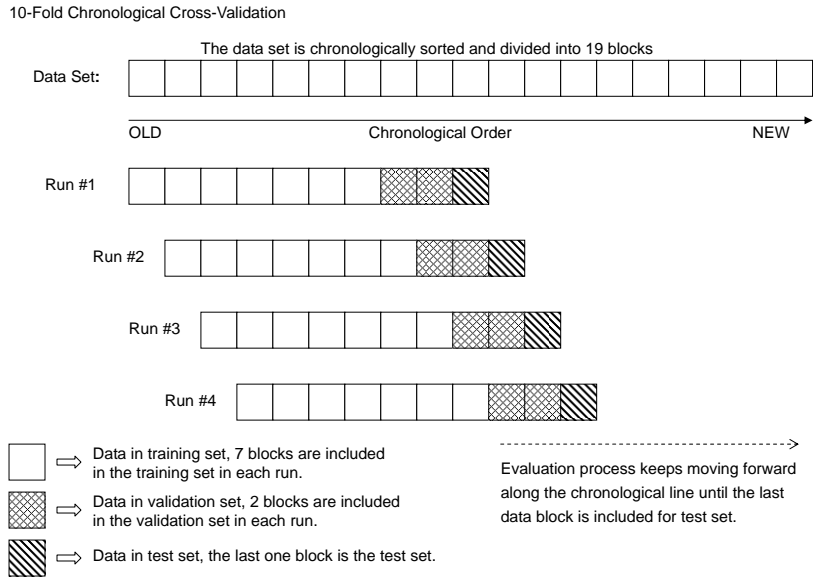 10-Fold Chronological Cross-Validation
The data set is chronologically sorted and divided into 19 blocks
Data Set:
OLD
Chronological Order
NEW
Run #1
Run #2
Run #3
Run #4
Data in training set, 7 blocks are included
in the training set in each run.
Data in validation set, 2 blocks are included
in the validation set in each run.
Data in test set, the last one block is the test set.
Evaluation process keeps moving forward
along the chronological line until the last
data block is included for test set.